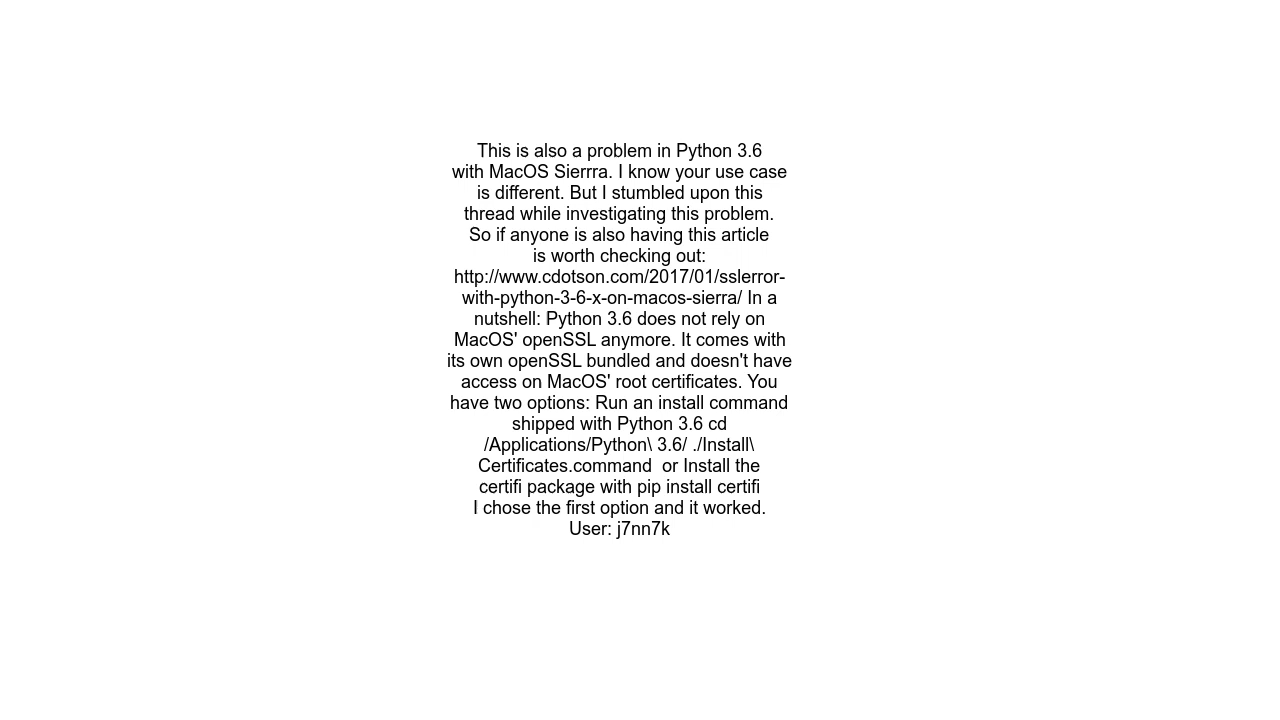 This is also a problem in Python 3.6
with MacOS Sierrra. I know your use case
is different. But I stumbled upon this
thread while investigating this problem.
So if anyone is also having this article
is worth checking out:
http://www.cdotson.com/2017/01/sslerror-
with-python-3-6-x-on-macos-sierra/ In a
nutshell: Python 3.6 does not rely on
MacOS' openSSL anymore. It comes with
its own openSSL bundled and doesn't have
access on MacOS' root certificates. You
have two options: Run an install command
shipped with Python 3.6 cd
/Applications/Python\ 3.6/ ./Install\
Certificates.command  or Install the
certifi package with pip install certifi
I chose the first option and it worked.
User: j7nn7k